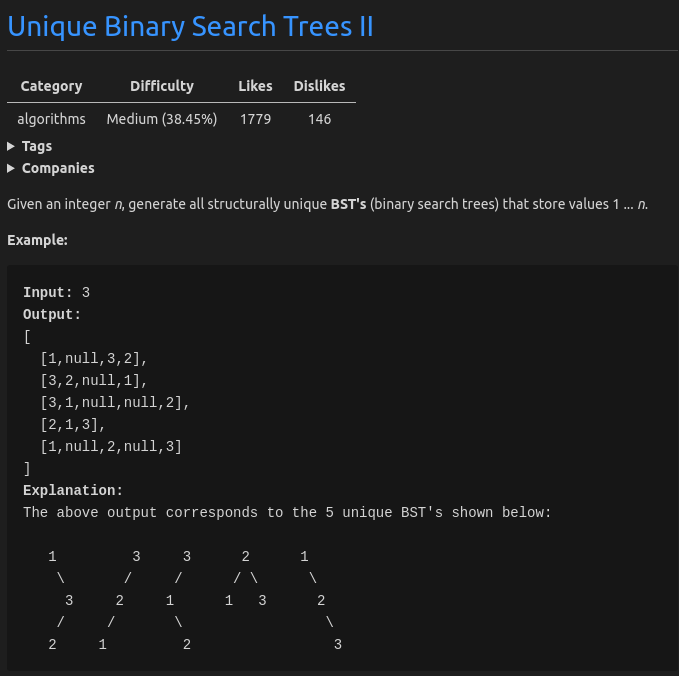 Unique Binary Search Trees II
Category Difficulty Likes Dislikes
algorithms Medium (38.45%) 1779 146
▶ Tags
▶ Companies
Given an integer n, generate all structurally unique BST's (binary search trees) that store values 1 ... n.
Example:
Input: 3
Output:
[
  [1,null,3,2],
  [3,2,null,1],
  [3,1,null,null,2],
  [2,1,3],
  [1,null,2,null,3]
]
Explanation:
The above output corresponds to the 5 unique BST's shown below:
   1         3     3      2      1
    \       /     /      / \      \
     3     2     1      1   3      2
    /     /       \                 \
   2     1         2                 3